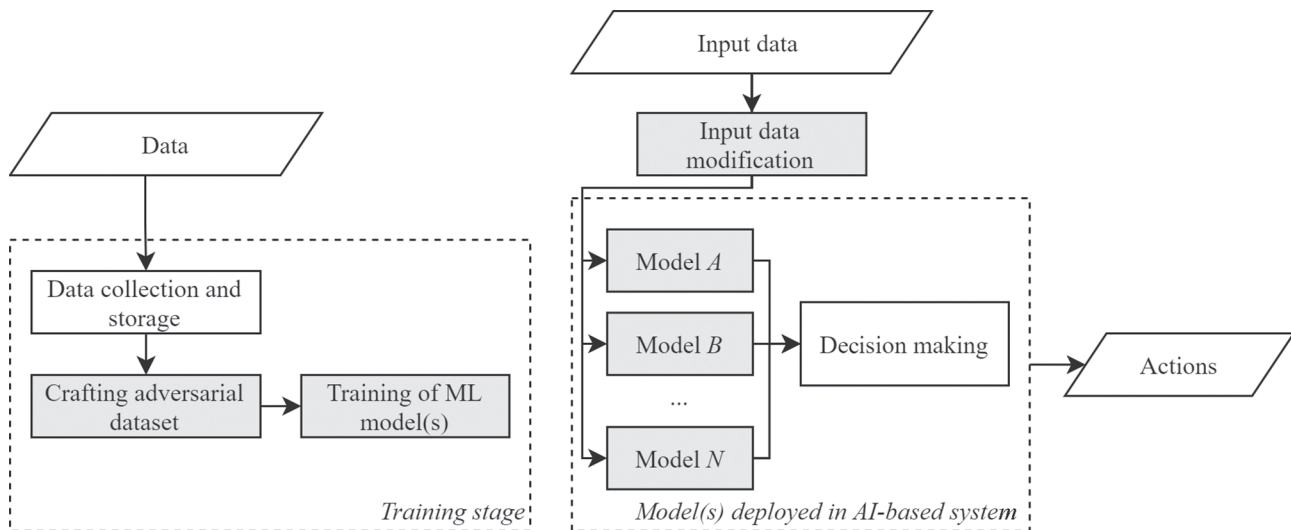 Data
Data collection and
storage
Crafting adversarial
dataset
Training of ML
model(s)
Training stage
Input data
Input data
modification
Model A
Model B
...
Model N
Decision making
Model(s) deployed in AI-based system
Actions